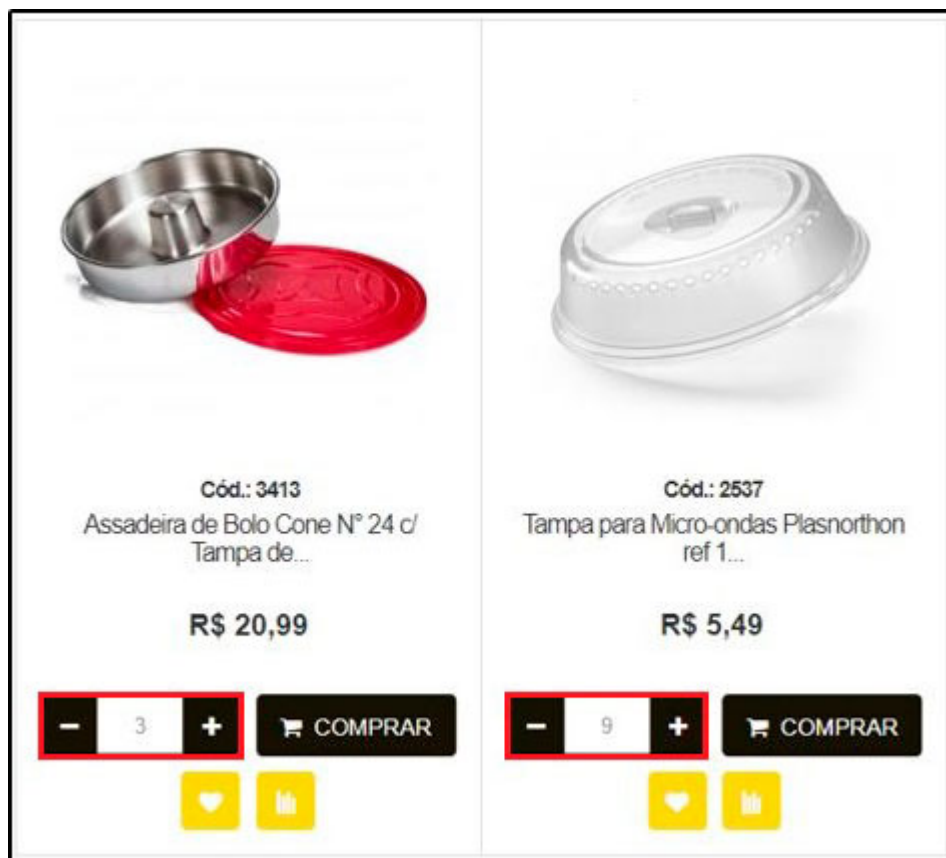 Cód.: 3413
Assadeira de Bolo Cone N° 24 c/
Tampa de...
R$ 20,99
− 3 + COMPRAR
Cód.: 2537
Tampa para Micro-ondas Plasnorthon
ref 1...
R$ 5,49
− 9 + COMPRAR